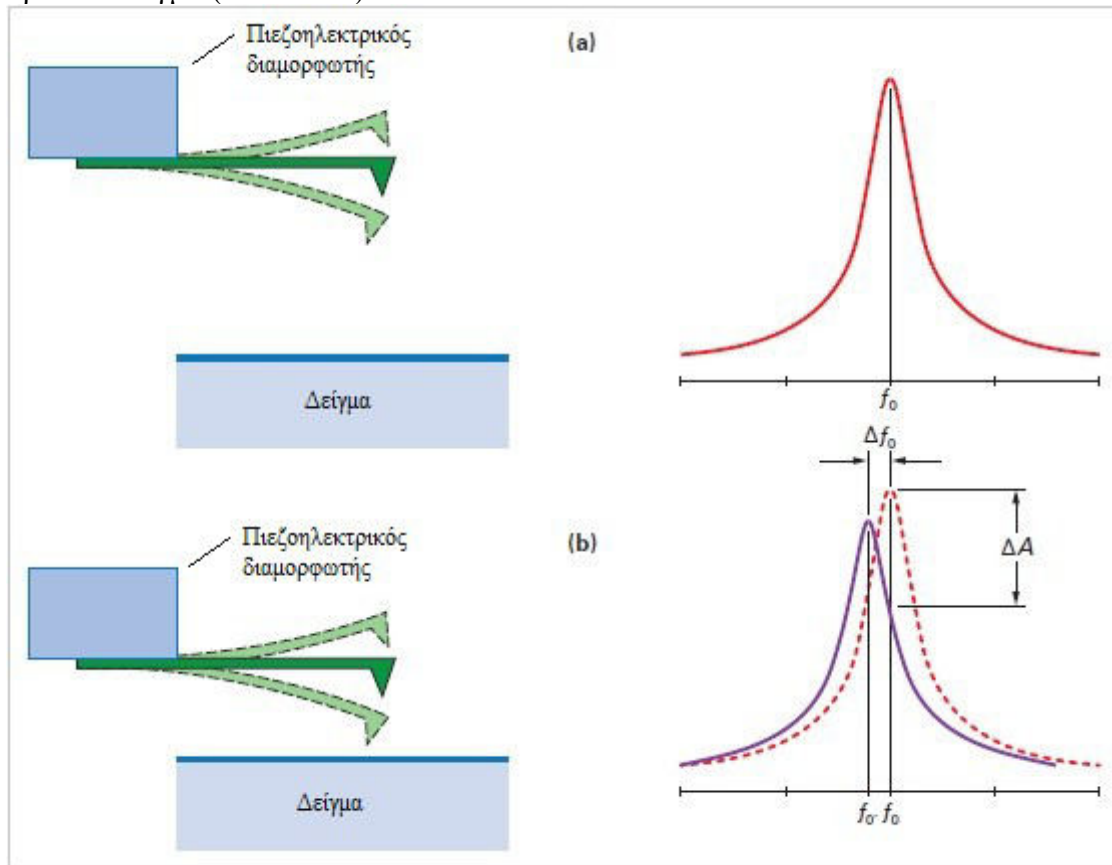 Πιεζοηλεκτρικός
διαμορφωτής
(a)
Δείγμα
f₀
Δf₀
Πιεζοηλεκτρικός
διαμορφωτής
(b)
ΔA
Δείγμα
f₀' f₀